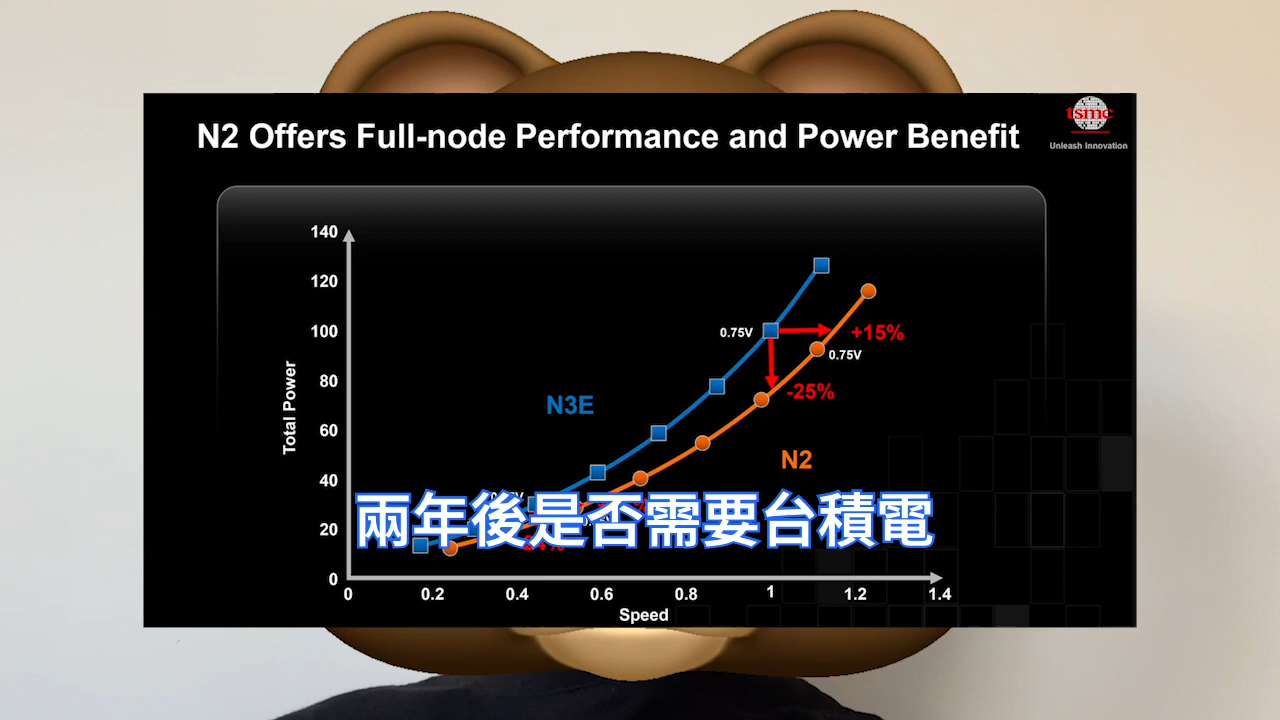 tsmc
Unleash Innovation
N2 Offers Full-node Performance and Power Benefit
140
120
100
80
60
40
20
0
Total Power
0.75V
+15%
0.75V
-25%
N3E
N2
兩年後是否需要台積電
0
0.2
0.4
0.6
0.8
1
1.2
1.4
Speed